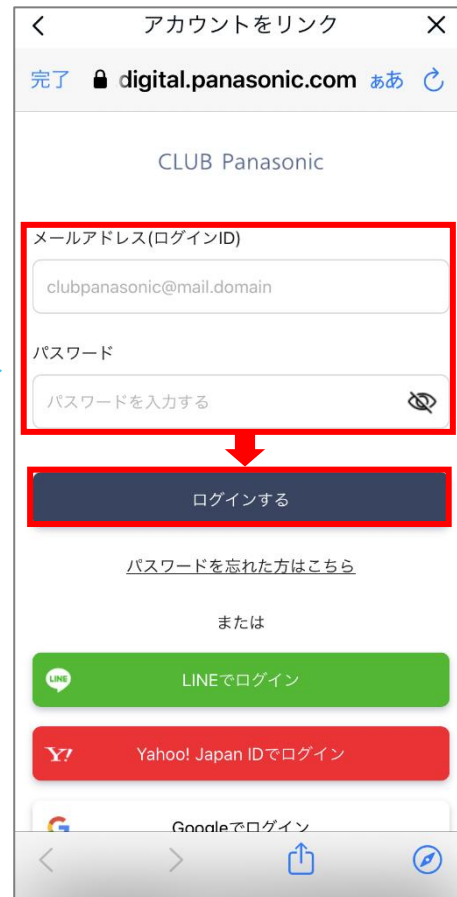 アカウントをリンク
完了 digital.panasonic.com ぁあ
CLUB Panasonic
メールアドレス(ログインID)
clubpanasonic@mail.domain
パスワード
パスワードを入力する
ログインする
パスワードを忘れた方はこちら
または
LINE LINEでログイン
Y! Yahoo! Japan IDでログイン
G Googleでログイン